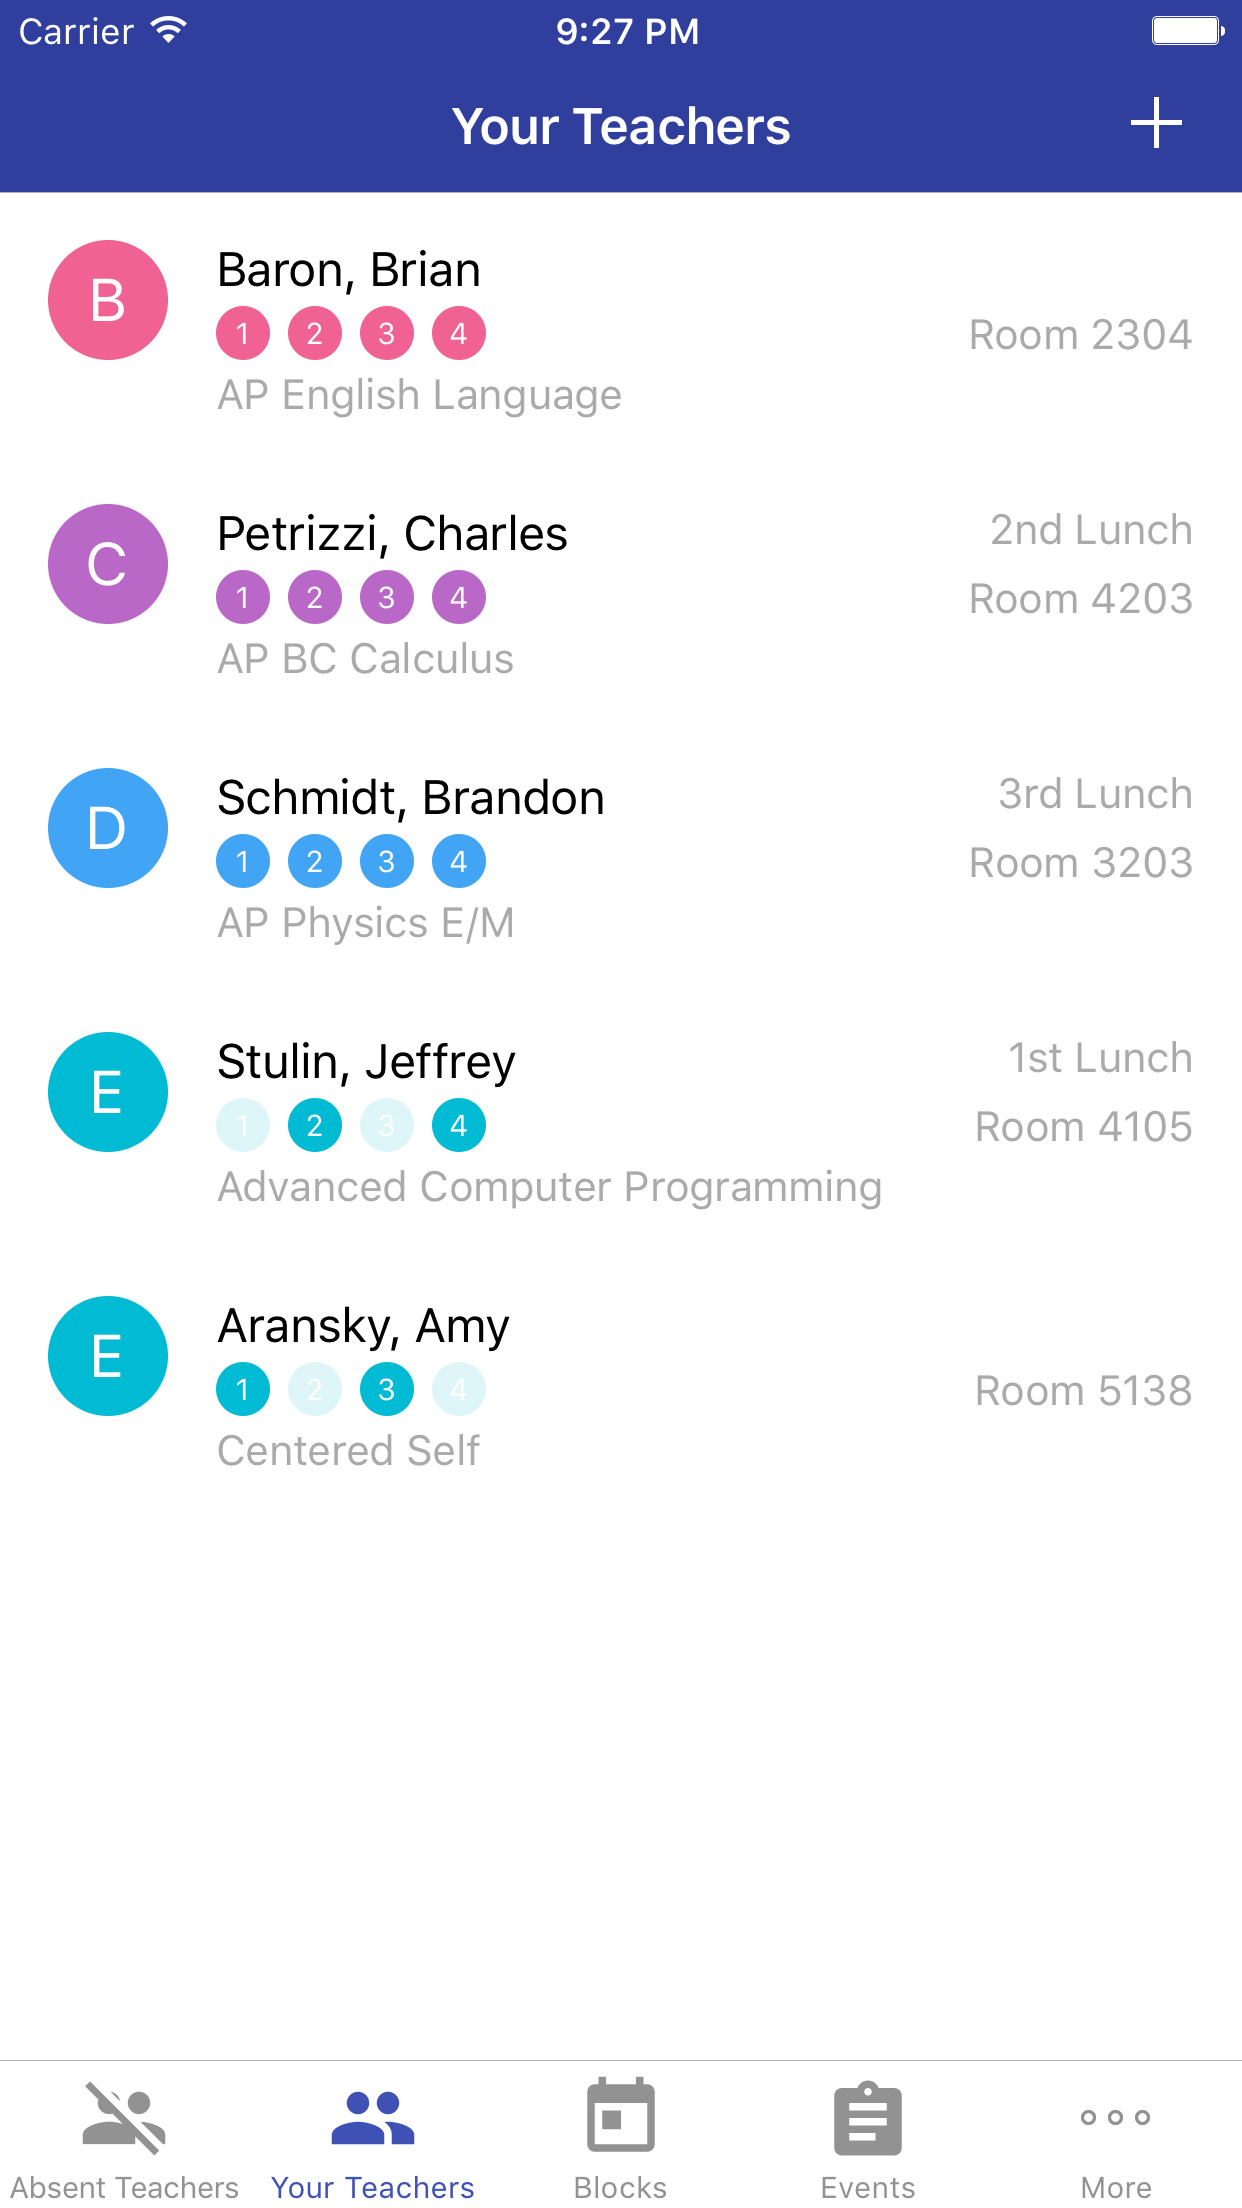 Carrier 9:27 PM
Your Teachers
B
Baron, Brian
1 2 3 4
Room 2304
AP English Language
C
Petrizzi, Charles
2nd Lunch
1 2 3 4
Room 4203
AP BC Calculus
D
Schmidt, Brandon
3rd Lunch
1 2 3 4
Room 3203
AP Physics E/M
E
Stulin, Jeffrey
1st Lunch
1 2 3 4
Room 4105
Advanced Computer Programming
E
Aransky, Amy
1 2 3 4
Room 5138
Centered Self
Absent Teachers Your Teachers Blocks Events More